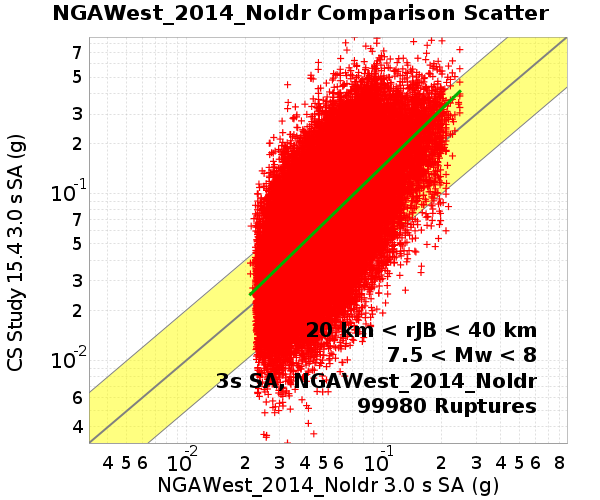 NGAWest_2014_NoIdr Comparison Scatter
CS Study 15.4 3.0 s SA (g)
7
5
3
2
10-1
7
5
3
2
10-2
6
4
20 km < rJB < 40 km
7.5 < Mw < 8
3s SA, NGAWest_2014_NoIdr
99980 Ruptures
4 5 6 10-2 2 3 4 5 6 10-1 2 3 4 5 6 8
NGAWest_2014_NoIdr 3.0 s SA (g)